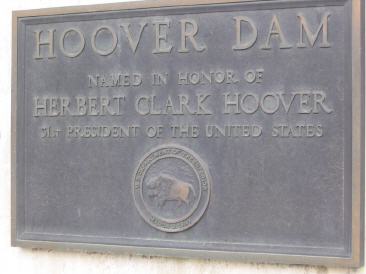 HOOVER DAM
NAMED IN HONOR OF
HERBERT CLARK HOOVER
31st PRESIDENT OF THE UNITED STATES